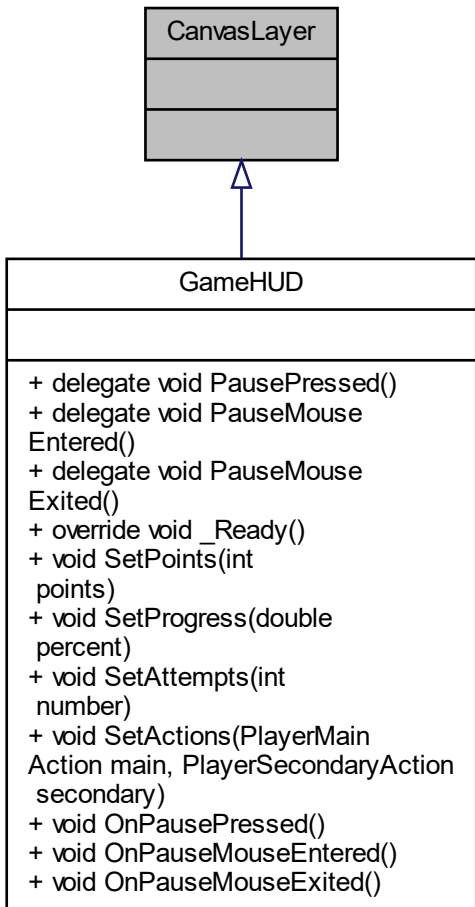 CanvasLayer
GameHUD
+ delegate void PausePressed()
+ delegate void PauseMouse
Entered()
+ delegate void PauseMouse
Exited()
+ override void _Ready()
+ void SetPoints(int
points)
+ void SetProgress(double
percent)
+ void SetAttempts(int
number)
+ void SetActions(PlayerMain
Action main, PlayerSecondaryAction
secondary)
+ void OnPausePressed()
+ void OnPauseMouseEntered()
+ void OnPauseMouseExited()